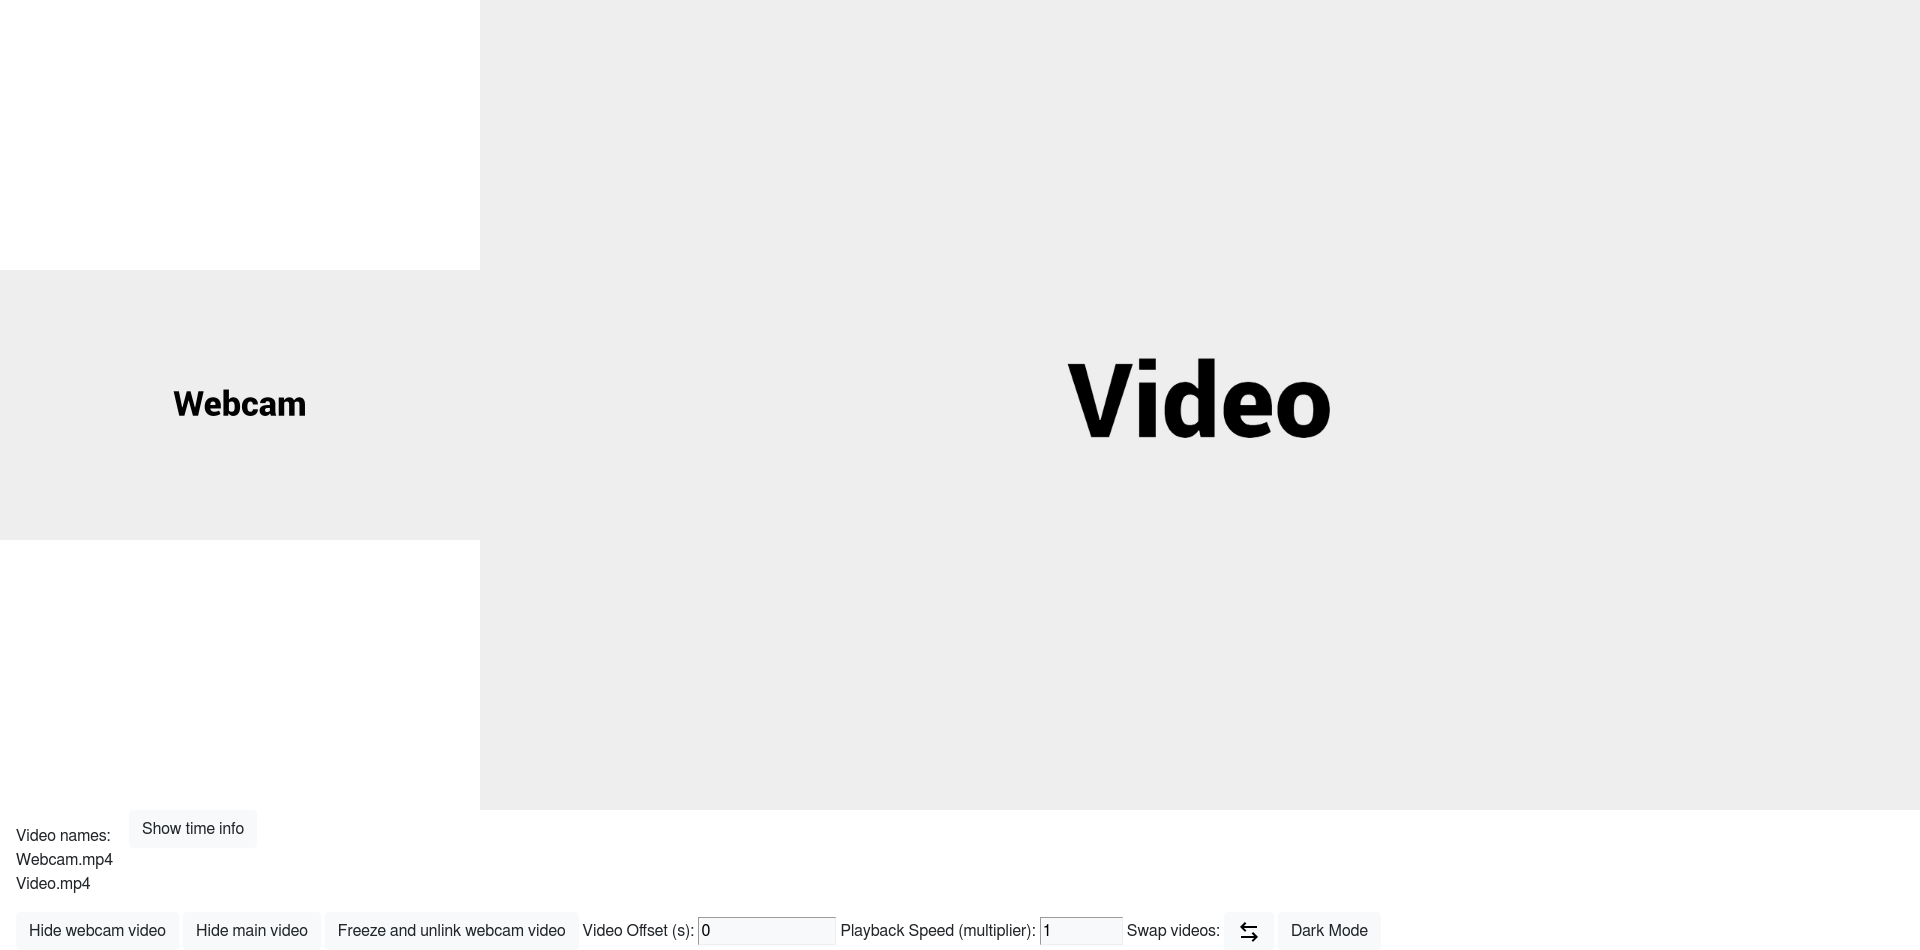 Webcam
Video
Video names:
Show time info
Webcam.mp4
Video.mp4
Hide webcam video Hide main video Freeze and unlink webcam video Video Offset (s): 0 Playback Speed (multiplier): 1 Swap videos: Dark Mode